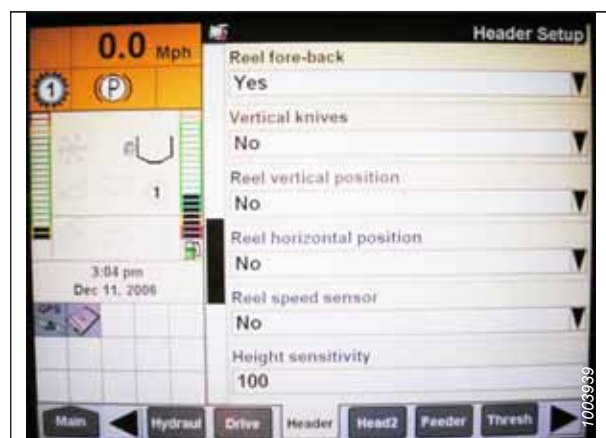 0.0 Mph
Header Setup
1
(P)
Reel fore-back
Yes
Vertical knives
No
Reel vertical position
No
1
Reel horizontal position
No
3:04 pm
Dec 11, 2006
Reel speed sensor
No
GPS
Height sensitivity
100
Main
Hydraul
Drive
Header
Head2
Feeder
Thresh
1003939